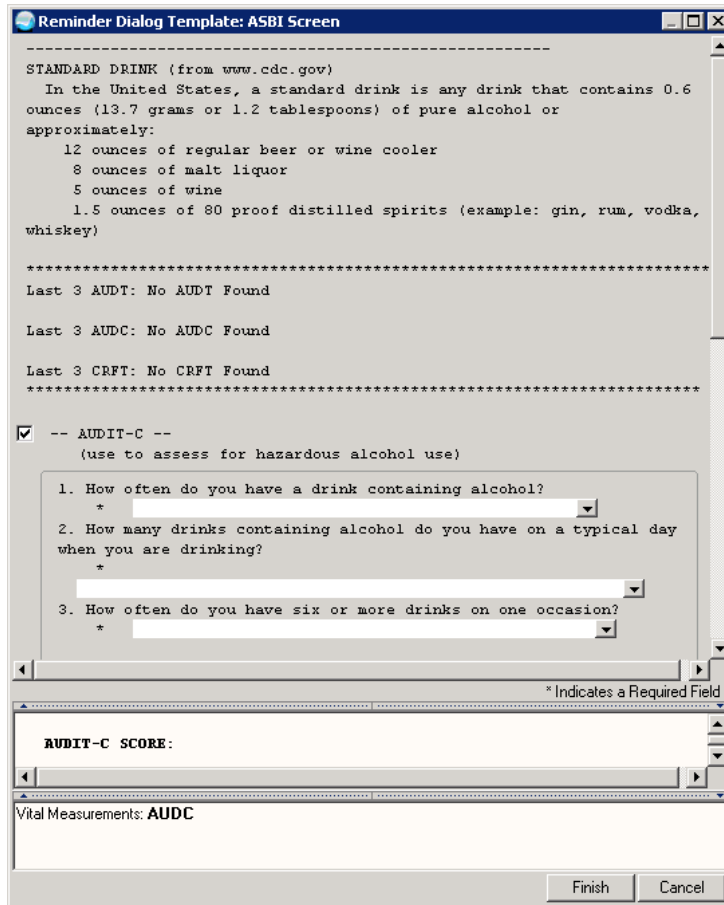 Reminder Dialog Template: ASBI Screen
--------------------------------------------------------
STANDARD DRINK (from www.cdc.gov)
In the United States, a standard drink is any drink that contains 0.6
ounces (13.7 grams or 1.2 tablespoons) of pure alcohol or
approximately:
12 ounces of regular beer or wine cooler
8 ounces of malt liquor
5 ounces of wine
1.5 ounces of 80 proof distilled spirits (example: gin, rum, vodka,
whiskey)
*************************************************************************
Last 3 AUDT: No AUDT Found
Last 3 AUDC: No AUDC Found
Last 3 CRFT: No CRFT Found
************************************************************************
-- AUDIT-C --
(use to assess for hazardous alcohol use)
1. How often do you have a drink containing alcohol?
*
2. How many drinks containing alcohol do you have on a typical day
when you are drinking?
*
3. How often do you have six or more drinks on one occasion?
*
* Indicates a Required Field
AUDIT-C SCORE:
Vital Measurements: AUDC
Finish Cancel